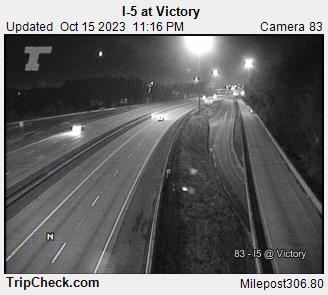 I-5 at Victory
Updated Oct 15 2023 11:16 PM Camera 83
T
N
83 - I5 @ Victory
TripCheck.com Milepost306.80